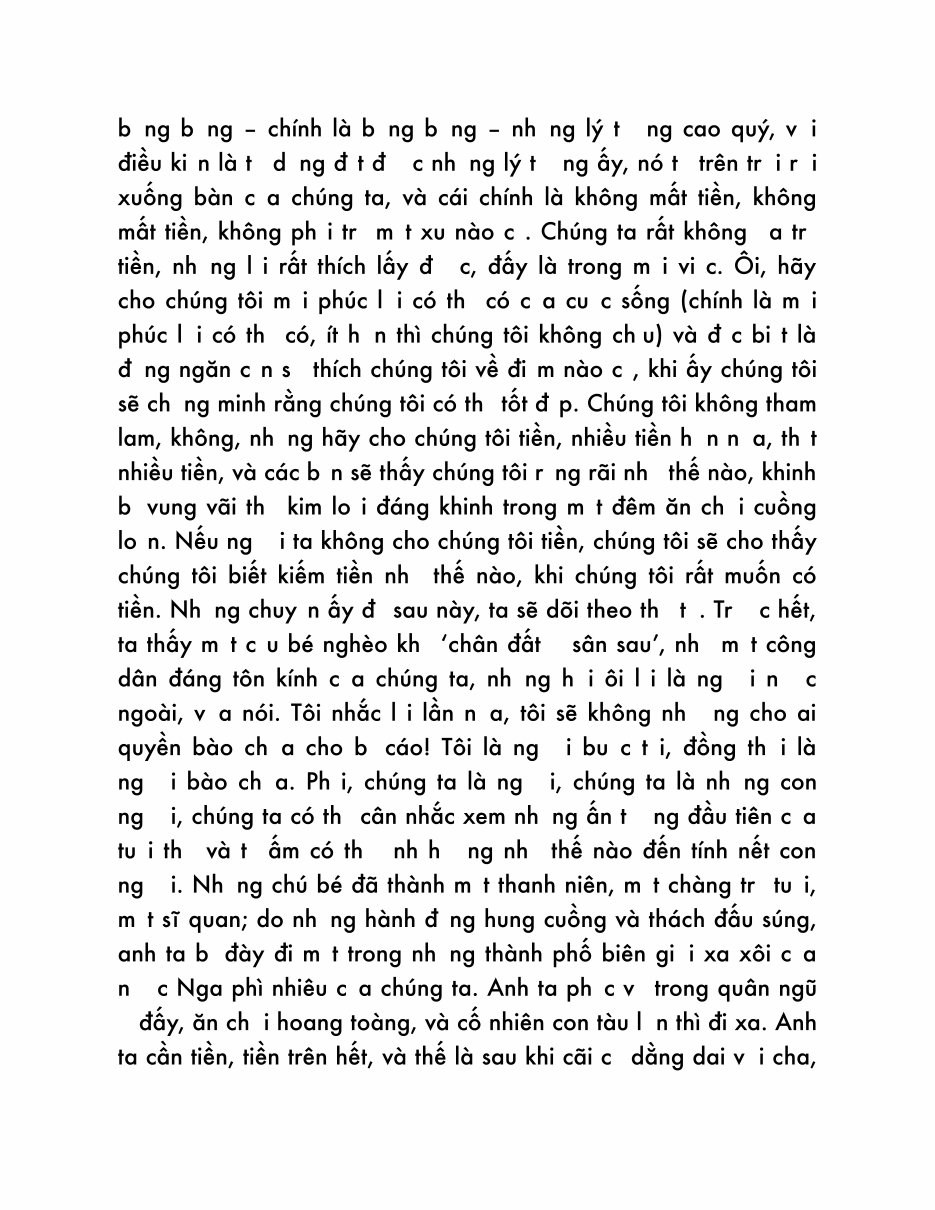 b ng b ng – chính là b ng b ng – nh ng lý t ng cao quý, v i
điều ki n là t d ng đ t đ c nh ng lý t ng ấy, nó t trên tr i r i
xuống bàn c a chúng ta, và cái chính là không mất tiền, không
mất tiền, không ph i tr m t xu nào c . Chúng ta rất không a tr
tiền, nh ng l i rất thích lấy đ c, đấy là trong m i vi c. Ôi, hãy
cho chúng tôi m i phúc l i có th có c a cu c sống (chính là m i
phúc l i có th có, ít h n thì chúng tôi không ch u) và đ c bi t là
đ ng ngăn c n s thích chúng tôi về đi m nào c , khi ấy chúng tôi
sẽ ch ng minh rằng chúng tôi có th tốt đ p. Chúng tôi không tham
lam, không, nh ng hãy cho chúng tôi tiền, nhiều tiền h n n a, th t
nhiều tiền, và các b n sẽ thấy chúng tôi r ng rãi nh thế nào, khinh
b vung vãi th kim lo i đáng khinh trong m t đêm ăn ch i cuồng
lo n. Nếu ng i ta không cho chúng tôi tiền, chúng tôi sẽ cho thấy
chúng tôi biết kiếm tiền nh thế nào, khi chúng tôi rất muốn có
tiền. Nh ng chuy n ấy đ sau này, ta sẽ dõi theo th t . Tr c hết,
ta thấy m t c u bé nghèo kh ‘chân đất sân sau’, nh m t công
dân đáng tôn kính c a chúng ta, nh ng h i ôi l i là ng i n c
ngoài, v a nói. Tôi nhắc l i lần n a, tôi sẽ không nh ng cho ai
quyền bào ch a cho b cáo! Tôi là ng i bu c t i, đồng th i là
ng i bào ch a. Ph i, chúng ta là ng i, chúng ta là nh ng con
ng i, chúng ta có th cân nhắc xem nh ng ấn t ng đầu tiên c a
tu i th và t ấm có th nh h ng nh thế nào đến tính nết con
ng i. Nh ng chú bé đã thành m t thanh niên, m t chàng tr tu i,
m t sĩ quan; do nh ng hành đ ng hung cuồng và thách đấu súng,
anh ta b đày đi m t trong nh ng thành phố biên gi i xa xôi c a
n c Nga phì nhiêu c a chúng ta. Anh ta ph c v trong quân ngũ
đấy, ăn ch i hoang toàng, và cố nhiên con tàu l n thì đi xa. Anh
ta cần tiền, tiền trên hết, và thế là sau khi cãi c dằng dai v i cha,